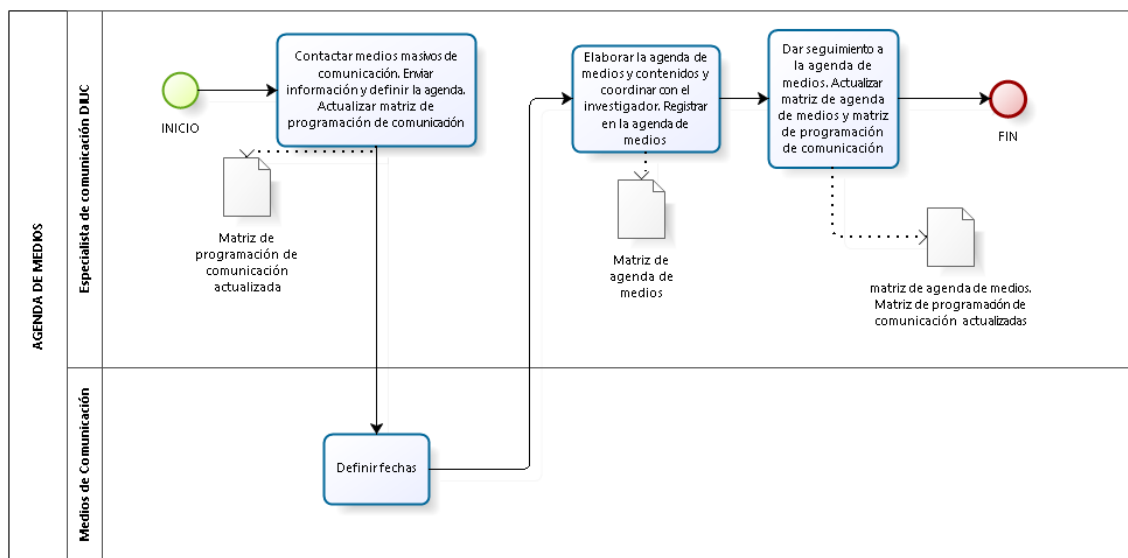 AGENDA DE MEDIOS
Especialista de comunicación DIUC
INICIO
Contactar medios masivos de
comunicación. Enviar
información y definir la agenda.
Actualizar matriz de
programación de comunicación
Matriz de
programación de
comunicación
actualizada
Elaborar la agenda de
medios y contenidos y
coordinar con el
investigador. Registrar
en la agenda de
medios
Matriz de
agenda de
medios
Dar seguimiento a
la agenda de
medios. Actualizar
matriz de agenda
de medios y matriz
de programación
de comunicación
matriz de agenda de medios.
Matriz de programación de
comunicación actualizadas
FIN
Medios de Comunicación
Definir fechas